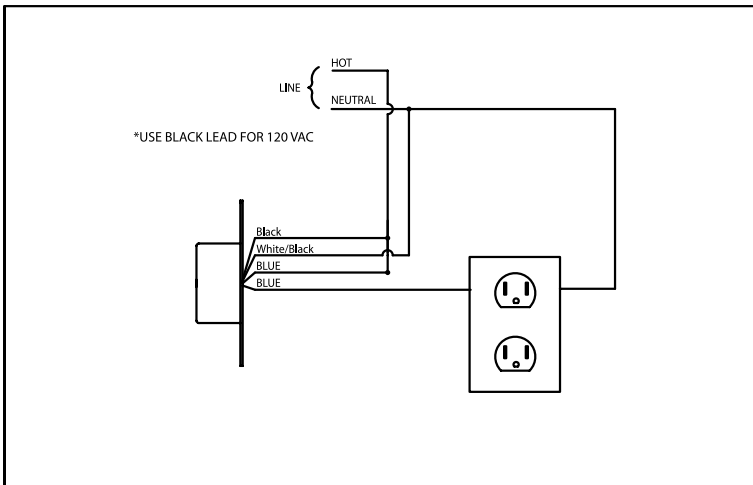 HOT
LINE
NEUTRAL
*USE BLACK LEAD FOR 120 VAC
Black
White/Black
BLUE
BLUE